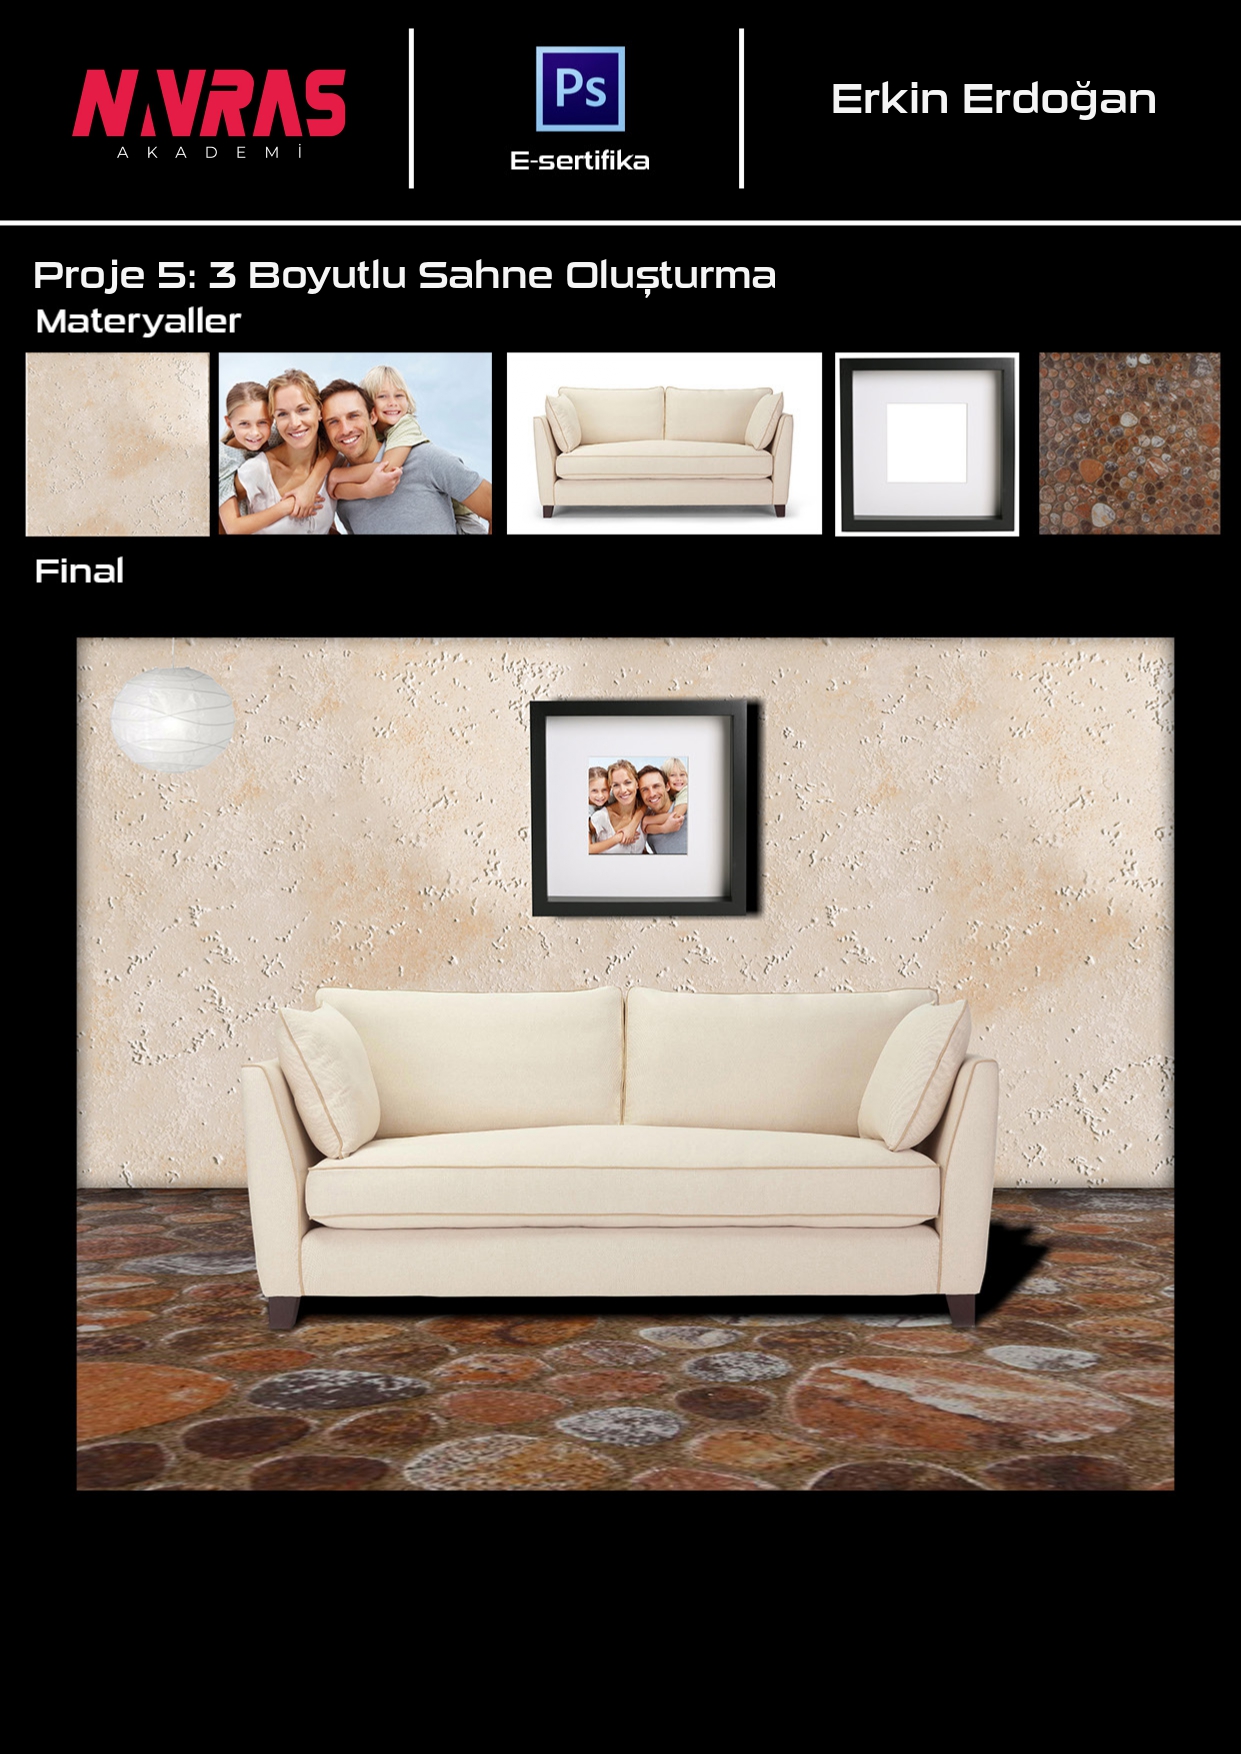 NAVRAS
AKADEMİ
Ps
E-sertifika
Erkin Erdoğan
Proje 5: 3 Boyutlu Sahne Oluşturma
Materyaller
Final